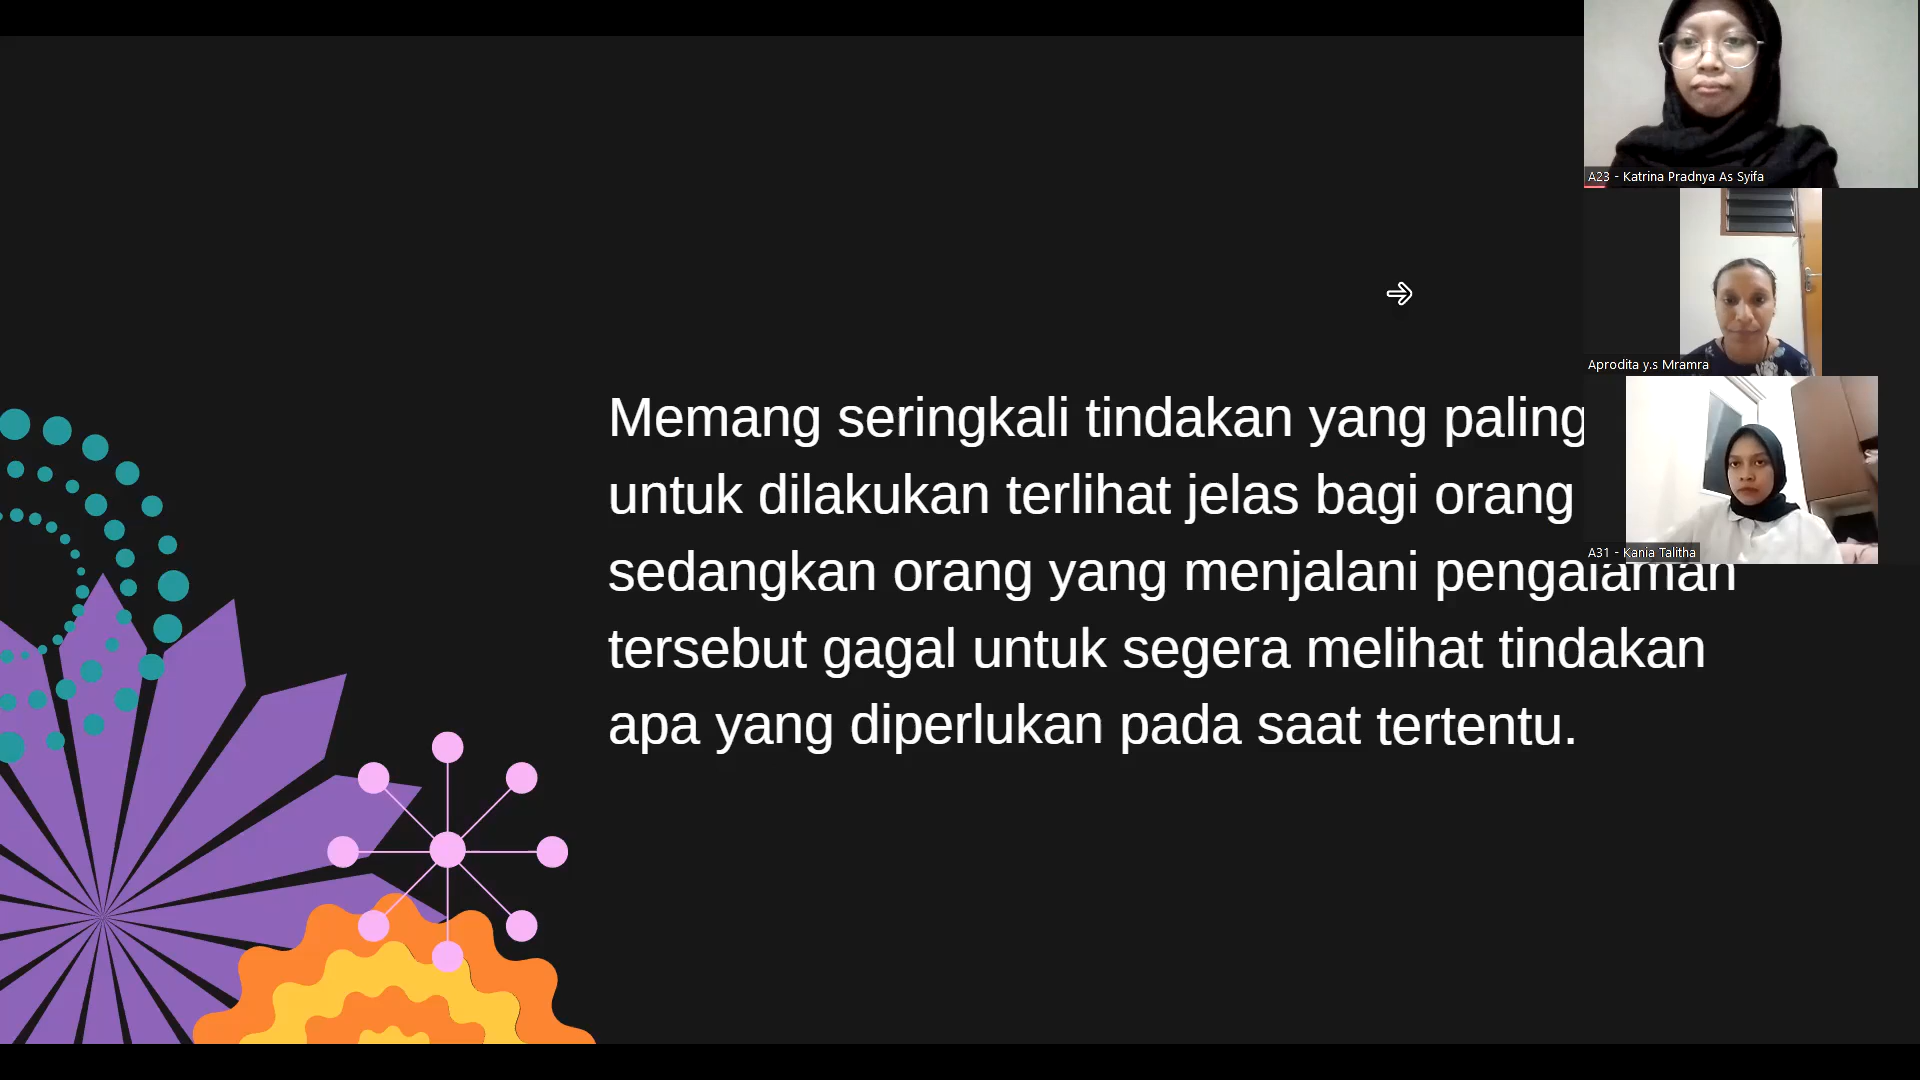 A23 - Katrina Pradnya As Syifa
Aprodita y.s Mramra
A31 - Kania Talitha
Memang seringkali tindakan yang paling
untuk dilakukan terlihat jelas bagi orang
sedangkan orang yang menjalani pengalaman
tersebut gagal untuk segera melihat tindakan
apa yang diperlukan pada saat tertentu.